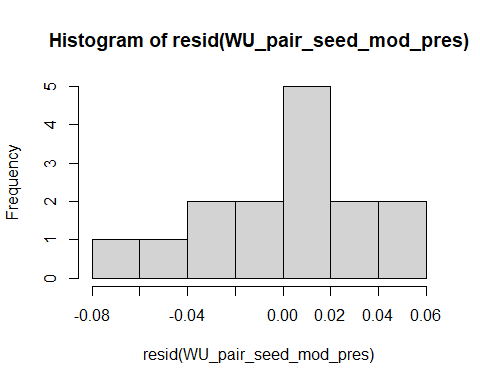 Histogram of resid(WU_pair_seed_mod_pres)
Frequency
5
4
3
2
1
0
-0.08 -0.04 0.00 0.02 0.04 0.06
resid(WU_pair_seed_mod_pres)